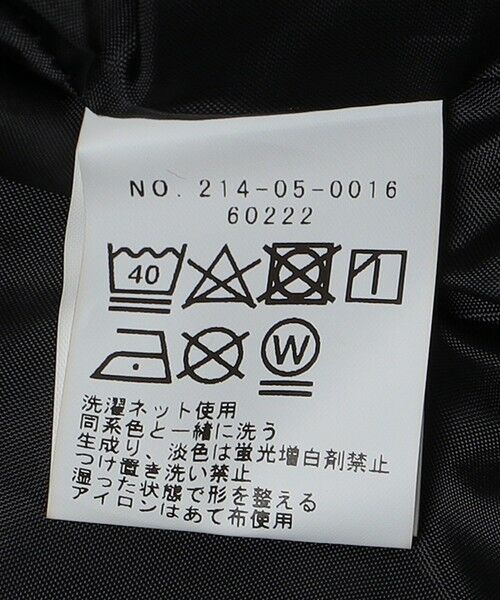 NO. 214-05-0016
60222
40
W
洗濯ネット使用
同系色と一緒に洗う
生成り、淡色は蛍光増白剤禁止
つけ置き洗い禁止
湿った状態で形を整える
アイロンはあて布使用